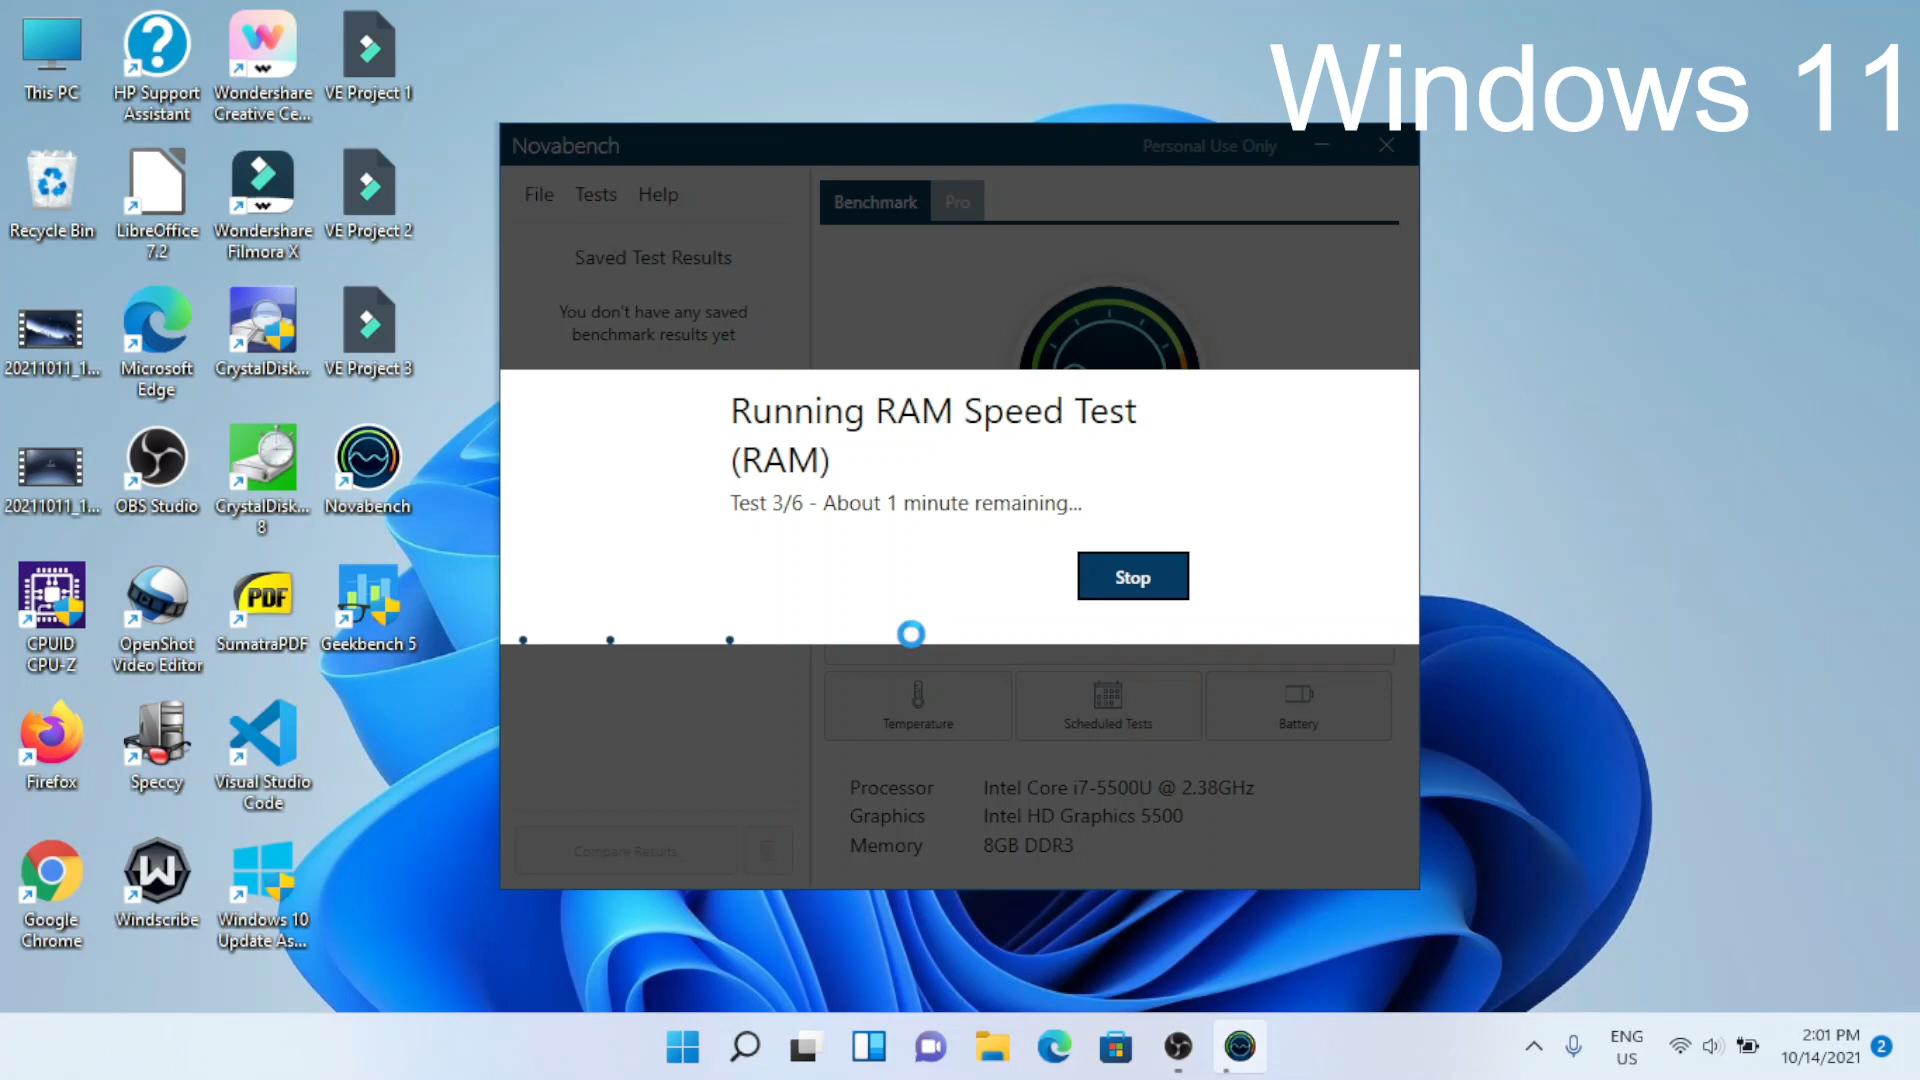 Windows 11
This PC
HP Support
Assistant
Wondershare
Creative Ce...
VE Project 1
Recycle Bin
LibreOffice
7.2
Wondershare
Filmora X
VE Project 2
20211011_1...
Microsoft
Edge
CrystalDisk...
VE Project 3
20211011_1...
OBS Studio
CrystalDisk...
8
Novabench
CPUID
CPU-Z
OpenShot
Video Editor
PDF
SumatraPDF
Geekbench 5
Firefox
Speccy
Visual Studio
Code
Google
Chrome
Windscribe
Windows 10
Update As...
Novabench
Personal Use Only
File Tests Help
Benchmark Pro
Saved Test Results
You don't have any saved
benchmark results yet
Running RAM Speed Test
(RAM)
Test 3/6 - About 1 minute remaining...
Stop
Temperature
Scheduled Tests
Battery
Processor Intel Core i7-5500U @ 2.38GHz
Graphics Intel HD Graphics 5500
Memory 8GB DDR3
Compare Results
ENG
US
2:01 PM
10/14/2021
2